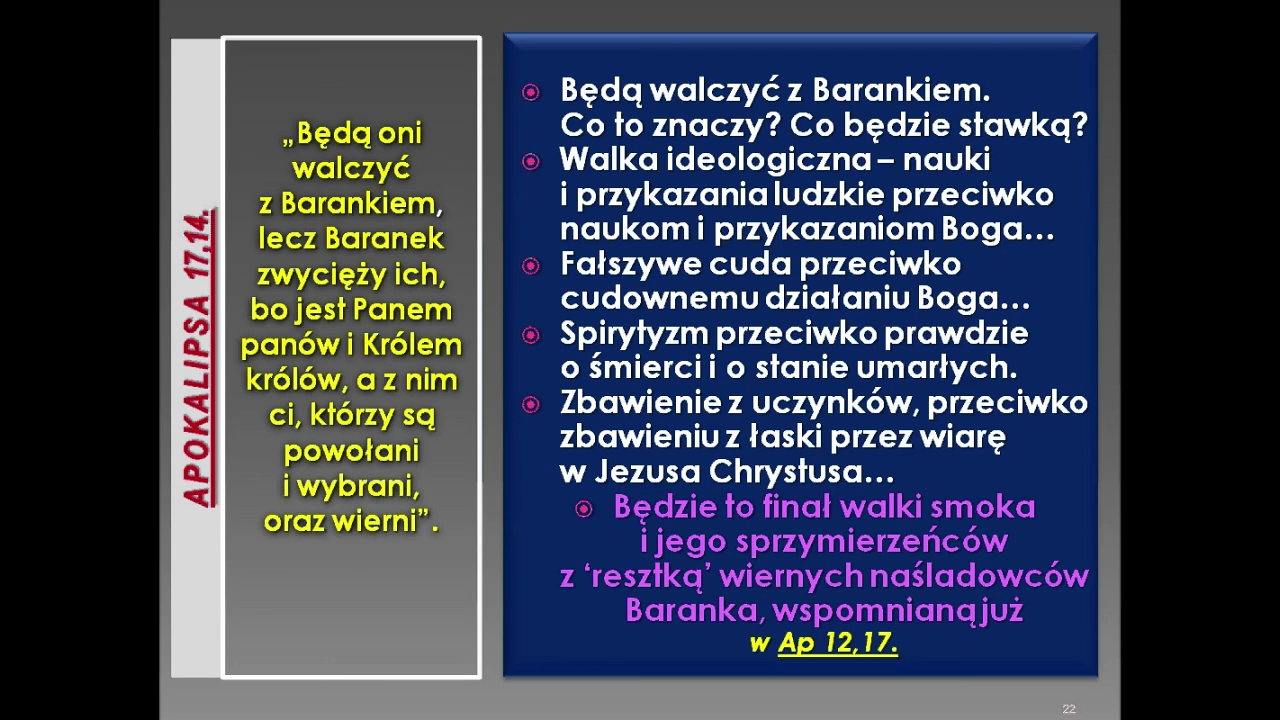 APOKALIPSA 17,14.
„Będą oni
walczyć
z Barankiem,
lecz Baranek
zwycięży ich,
bo jest Panem
panów i Królem
królów, a z nim
ci, którzy są
powołani
i wybrani,
oraz wierni”.
Będą walczyć z Barankiem.
Co to znaczy? Co będzie stawką?
Walka ideologiczna – nauki
i przykazania ludzkie przeciwko
naukom i przykazaniom Boga...
Fałszywe cuda przeciwko
cudownemu działaniu Boga...
Spirytyzm przeciwko prawdzie
o śmierci i o stanie umarłych.
Zbawienie z uczynków, przeciwko
zbawieniu z łaski przez wiarę
w Jezusa Chrystusa...
Będzie to finał walki smoka
i jego sprzymierzeńców
z ‘resztką’ wiernych naśladowców
Baranka, wspomnianą już
w Ap 12,17.
22